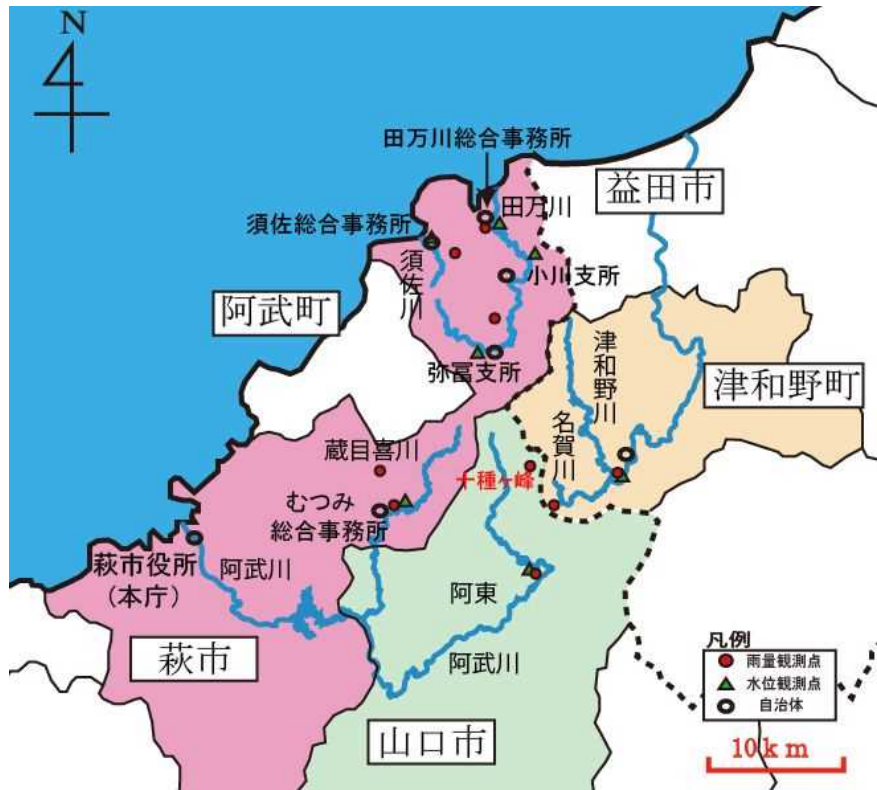 N
田万川総合事務所
益田市
田万川
須佐総合事務所
須佐川
小川支所
阿武町
弥冨支所
津和野川
津和野町
名賀川
蔵目喜川
十種ヶ峰
むつみ
総合事務所
萩市役所
(本庁)
阿武川
阿東
萩市
阿武川
山口市
凡例
雨量観測点
水位観測点
自治体
10km